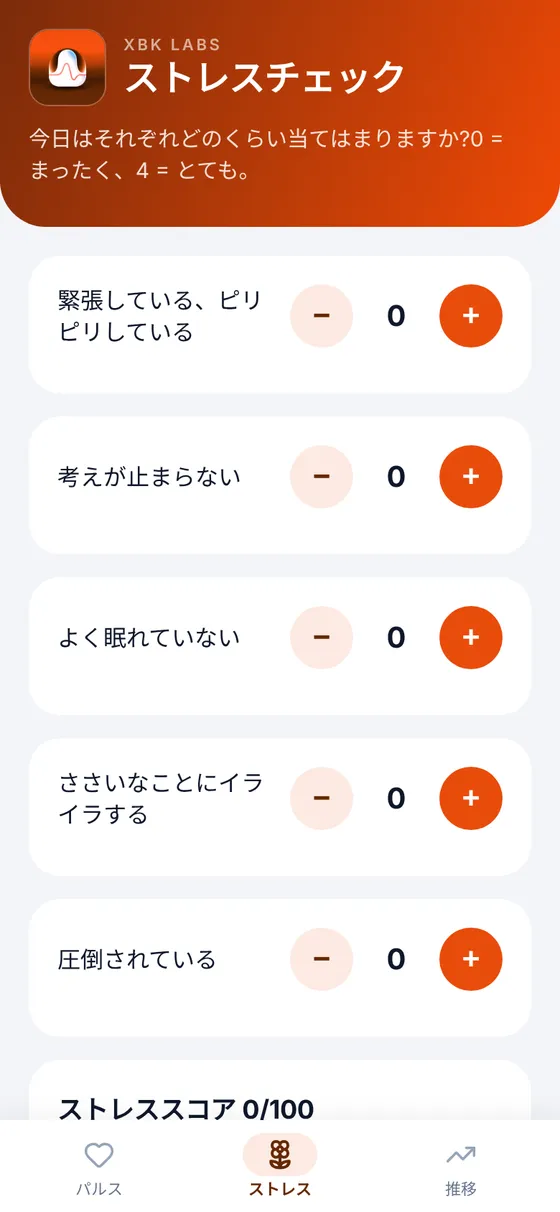 XBK LABS
ストレスチェック
今日はそれぞれどのくらい当てはまりますか?0 =
まったく、4 = とても。
緊張している、ピリ
ピリしている
− 0 +
考えが止まらない
− 0 +
よく眠れていない
− 0 +
ささいなことにイラ
イラする
− 0 +
圧倒されている
− 0 +
ストレススコア 0/100
パルス
ストレス
推移